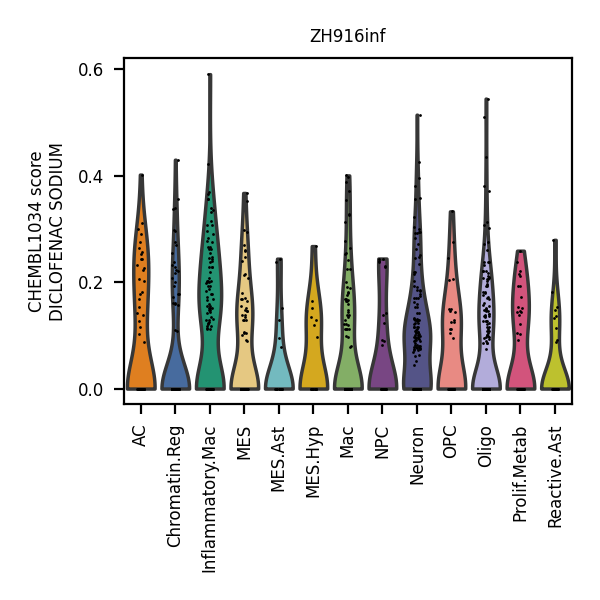 ZH916inf
CHEMBL1034 score
DICLOFENAC SODIUM
0.6
0.4
0.2
0.0
AC
Chromatin.Reg
Inflammatory.Mac
MES
MES.Ast
MES.Hyp
Mac
NPC
Neuron
OPC
Oligo
Prolif.Metab
Reactive.Ast